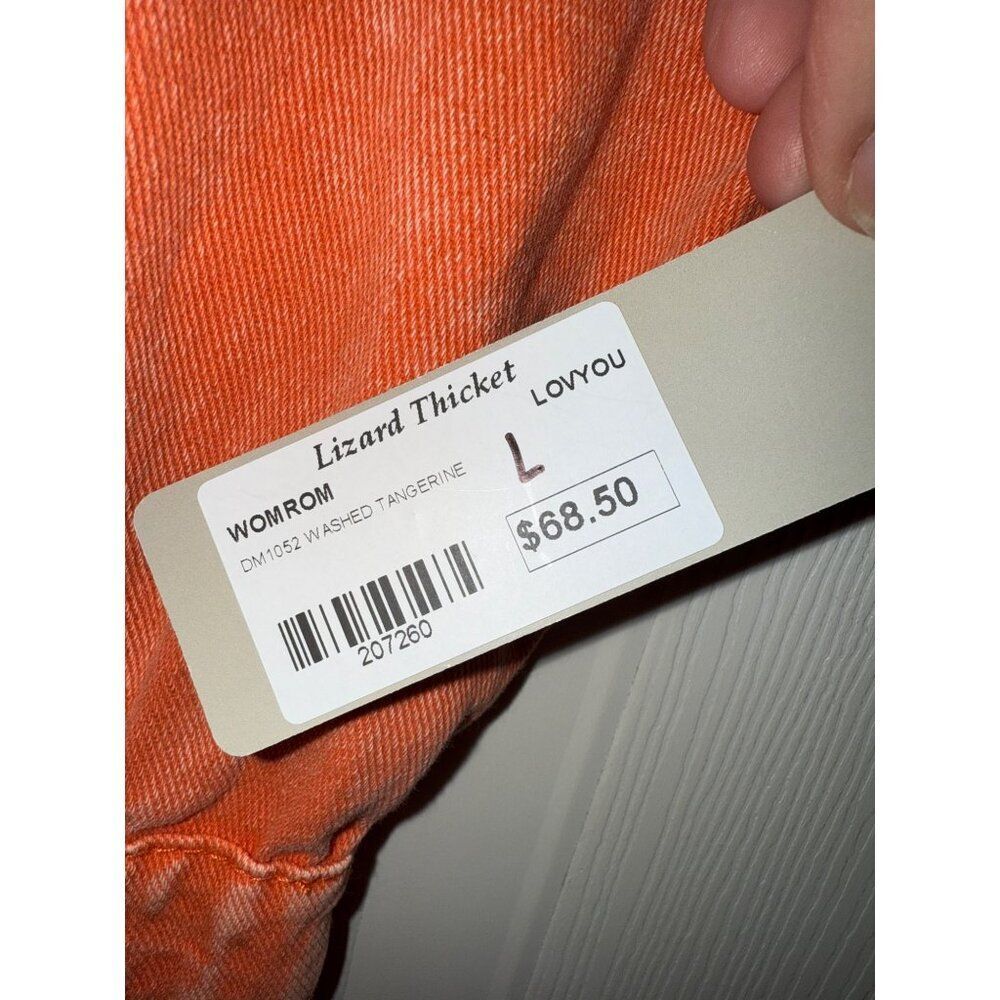 Lizard Thicket
WOMROM
LOVYOU
DM1052 WASHED TANGERINE
L
$68.50
207260